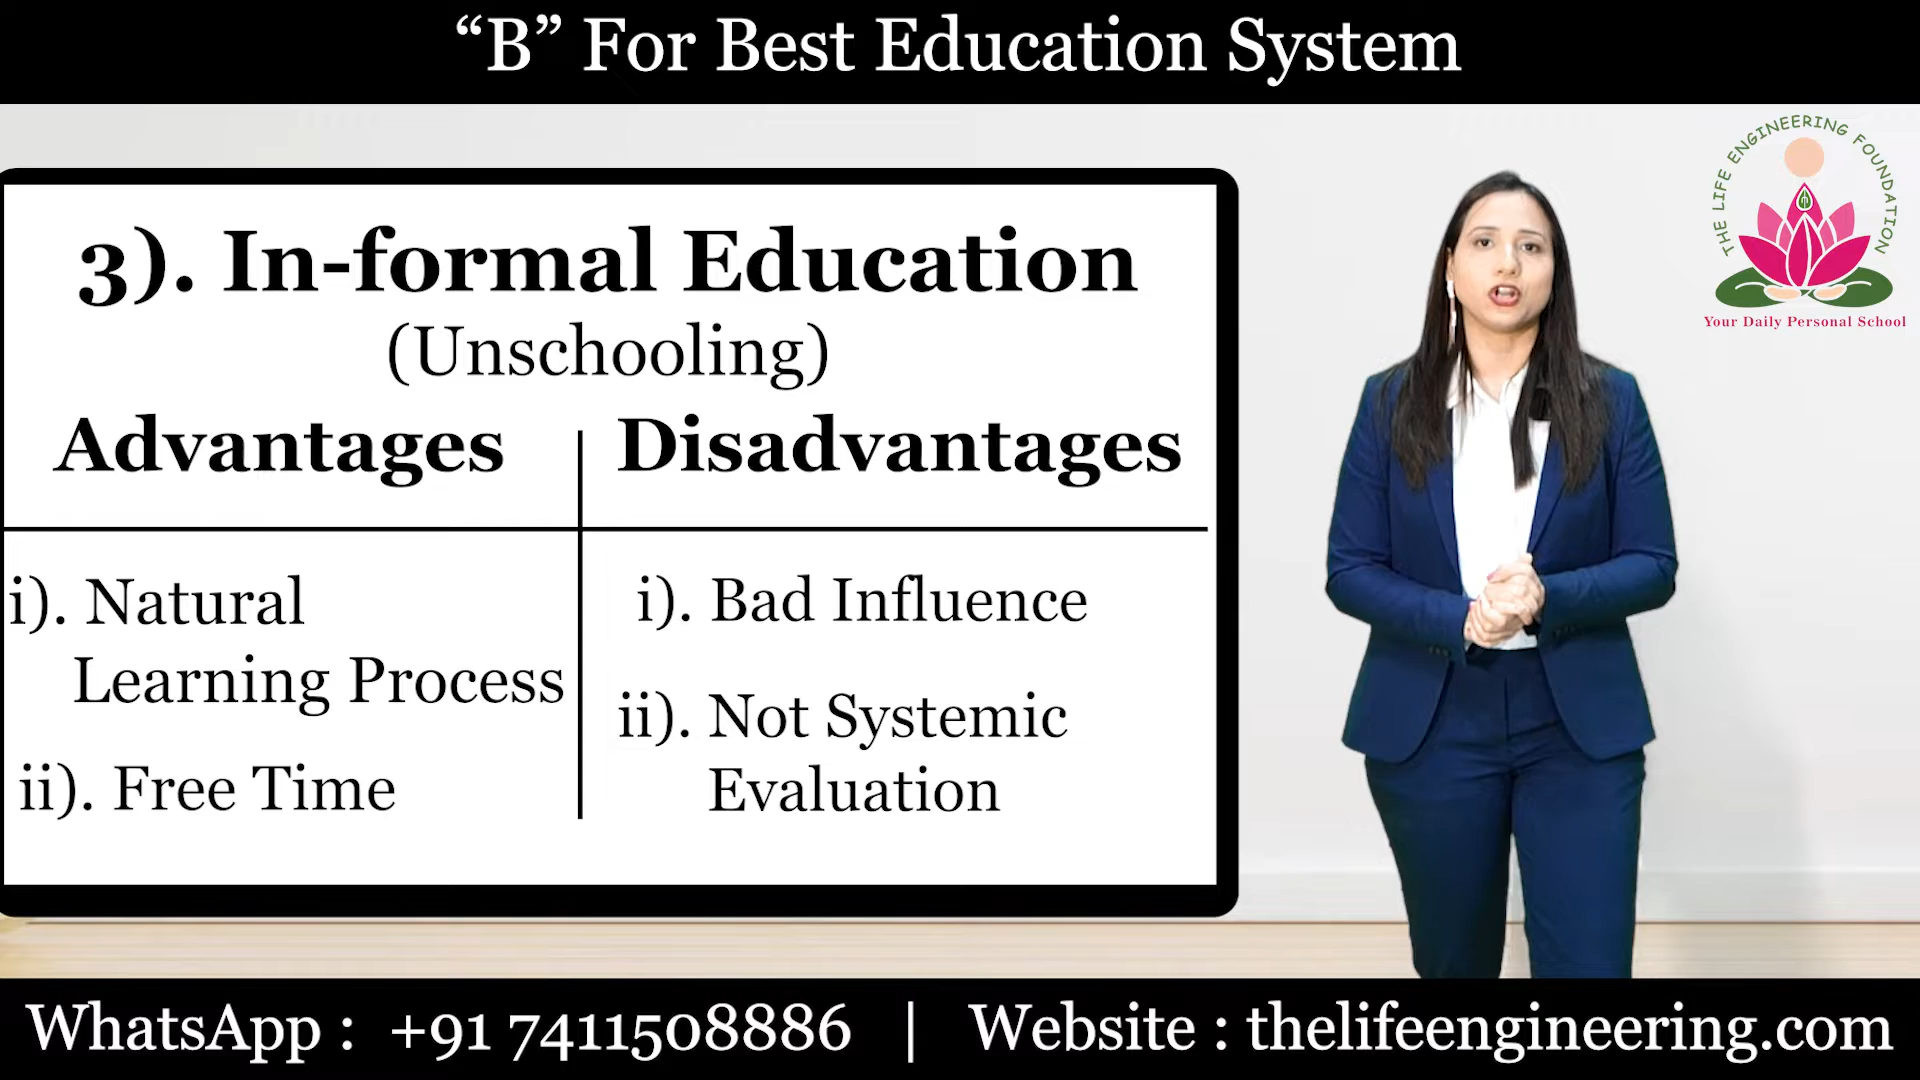 “B” For Best Education System
THE LIFE ENGINEERING FOUNDATION
Your Daily Personal School
3). In-formal Education
(Unschooling)
Advantages
Disadvantages
i). Natural
Learning Process
ii). Free Time
i). Bad Influence
ii). Not Systemic
Evaluation
WhatsApp : +91 7411508886 | Website : thelifeengineering.com